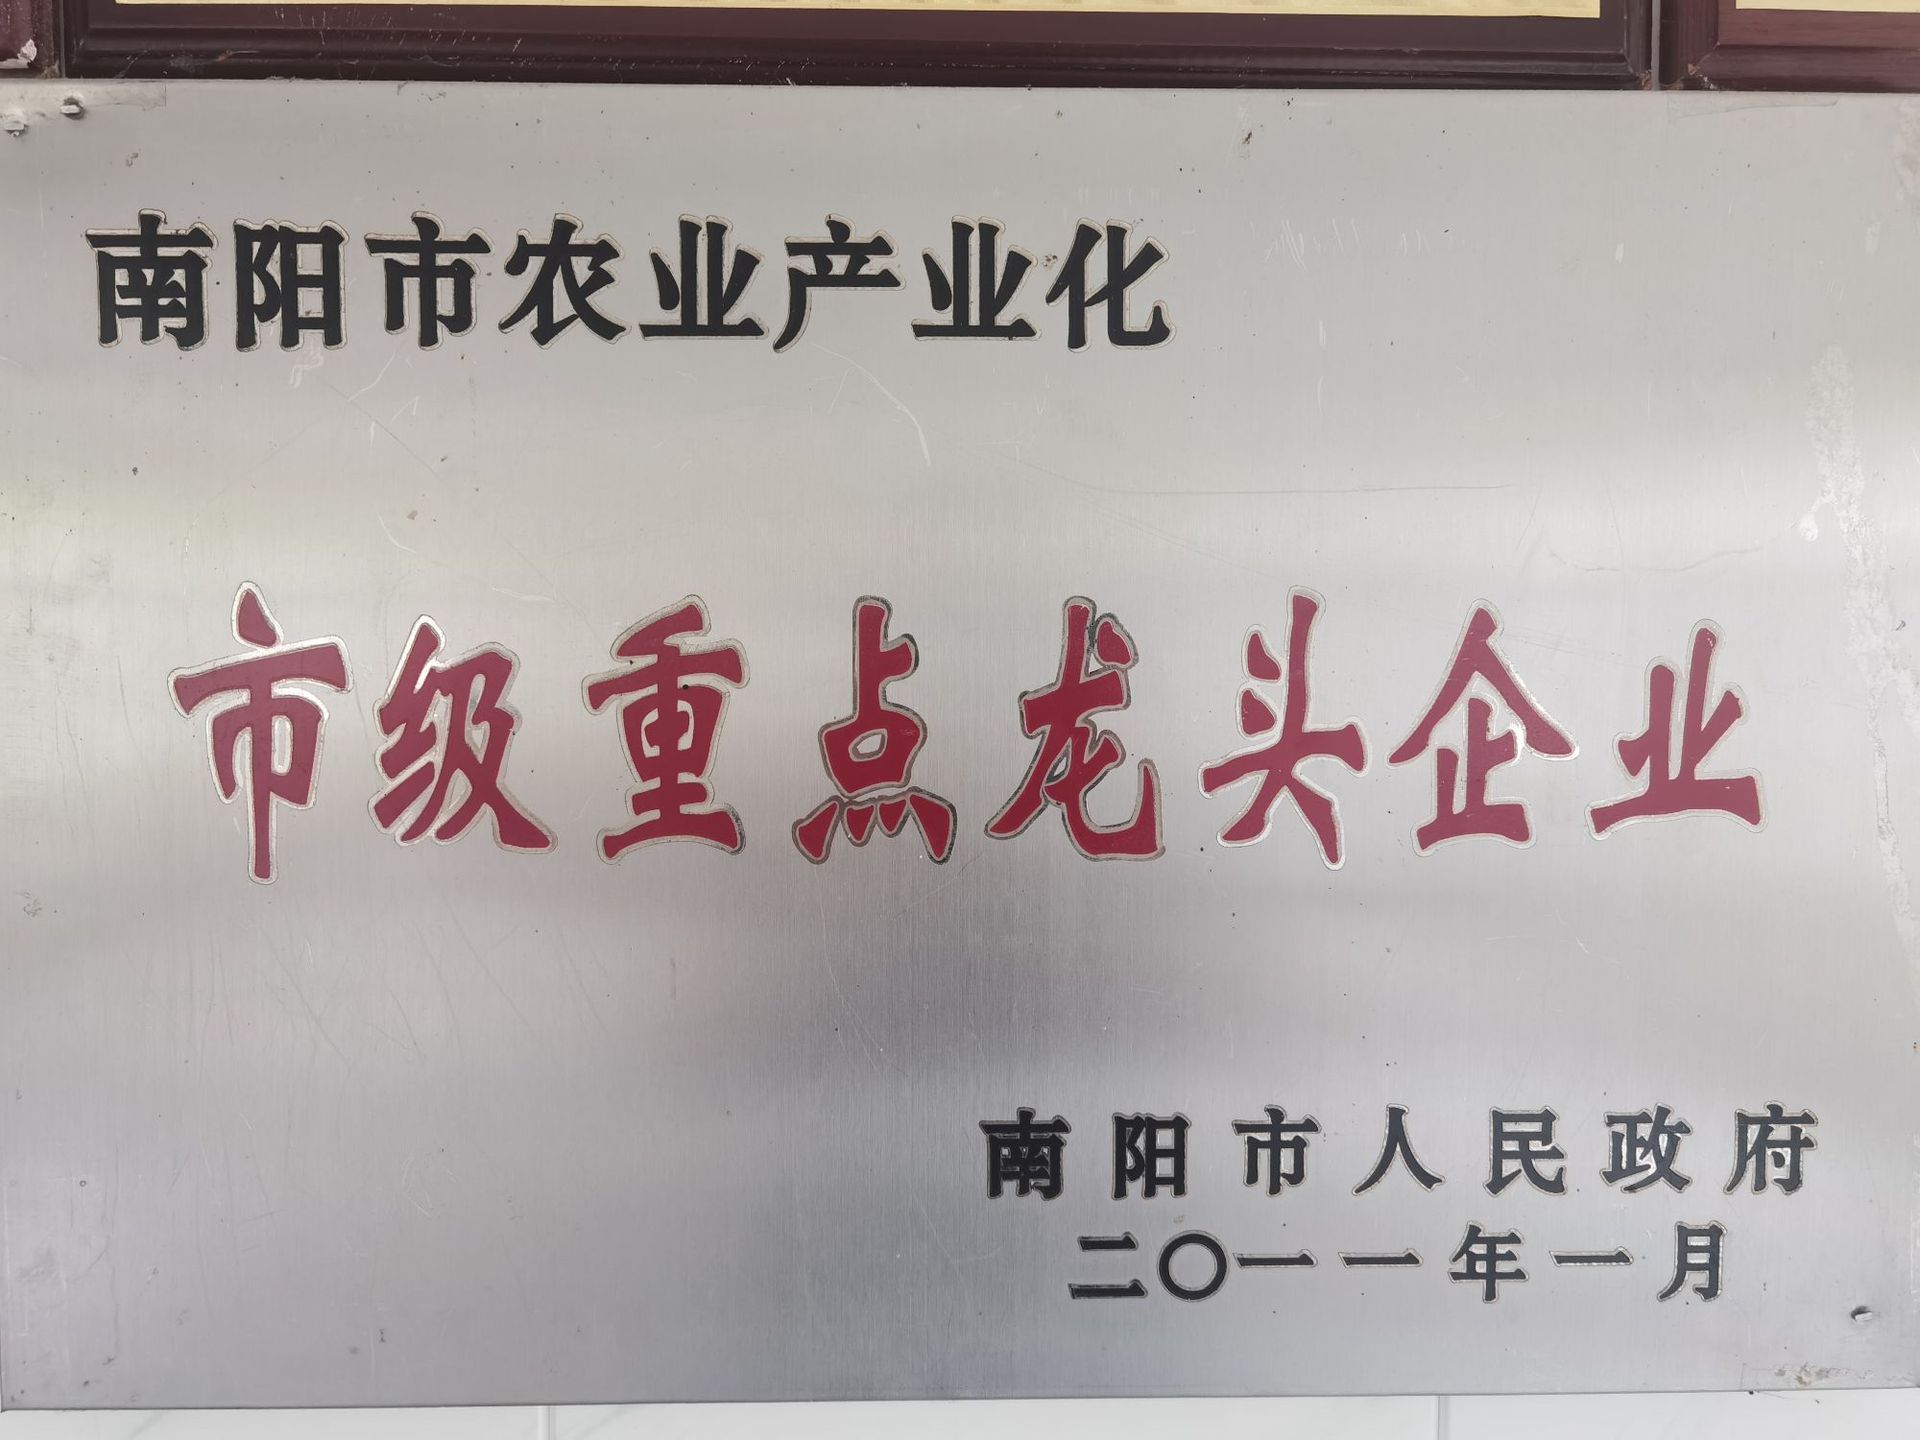 南阳市农业产业化
市级重点龙头企业
南阳市人民政府
二〇一一年一月